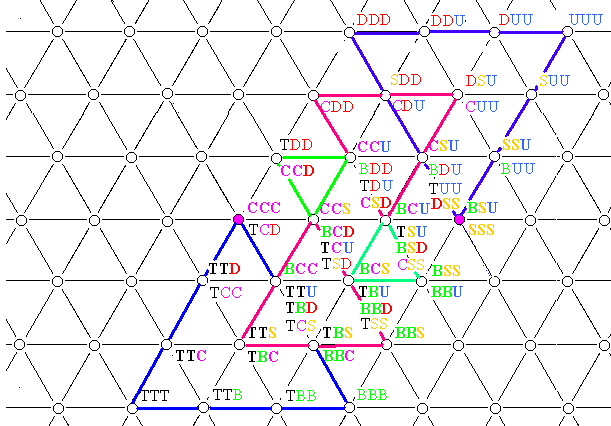 DDD DDU DUU UUU
SDD DSU SUU
CDD CDU CUU
TDD CCU CSU SSU
CCD BDD BDU BUU
TDU TUU
CCC CCS CSD BCU DSS BSU
TCD BCD TSU SSS
TCU BSD
TTD BCC TSD BCS CSS BSS
TCC TTU TBU BBU
TBD BBD
TTS TCS TBS TSS BBS
TTC TBC BBC
TTT TTB TBB BBB